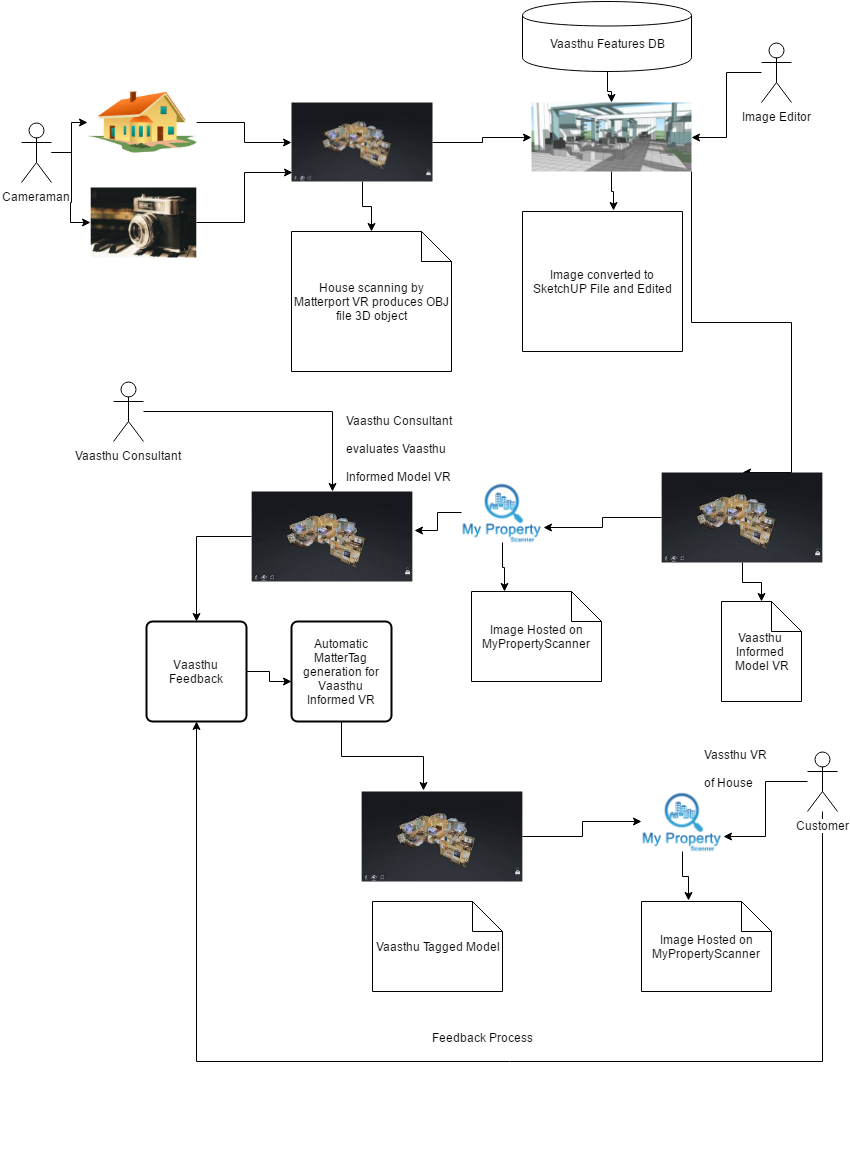 Vaasthu Features DB
Image Editor
Cameraman
House scanning by
Matterport VR produces OBJ
file 3D object
Image converted to
SketchUP File and Edited
Vaasthu Consultant
Vaasthu Consultant
evaluates Vaasthu
Informed Model VR
My Property
Scanner
Image Hosted on
MyPropertyScanner
Vaasthu
Informed
Model VR
Vaasthu
Feedback
Automatic
MatterTag
generation for
Vaasthu
Informed VR
Vassthu VR
of House
Customer
My Property
Scanner
Vaasthu Tagged Model
Image Hosted on
MyPropertyScanner
Feedback Process